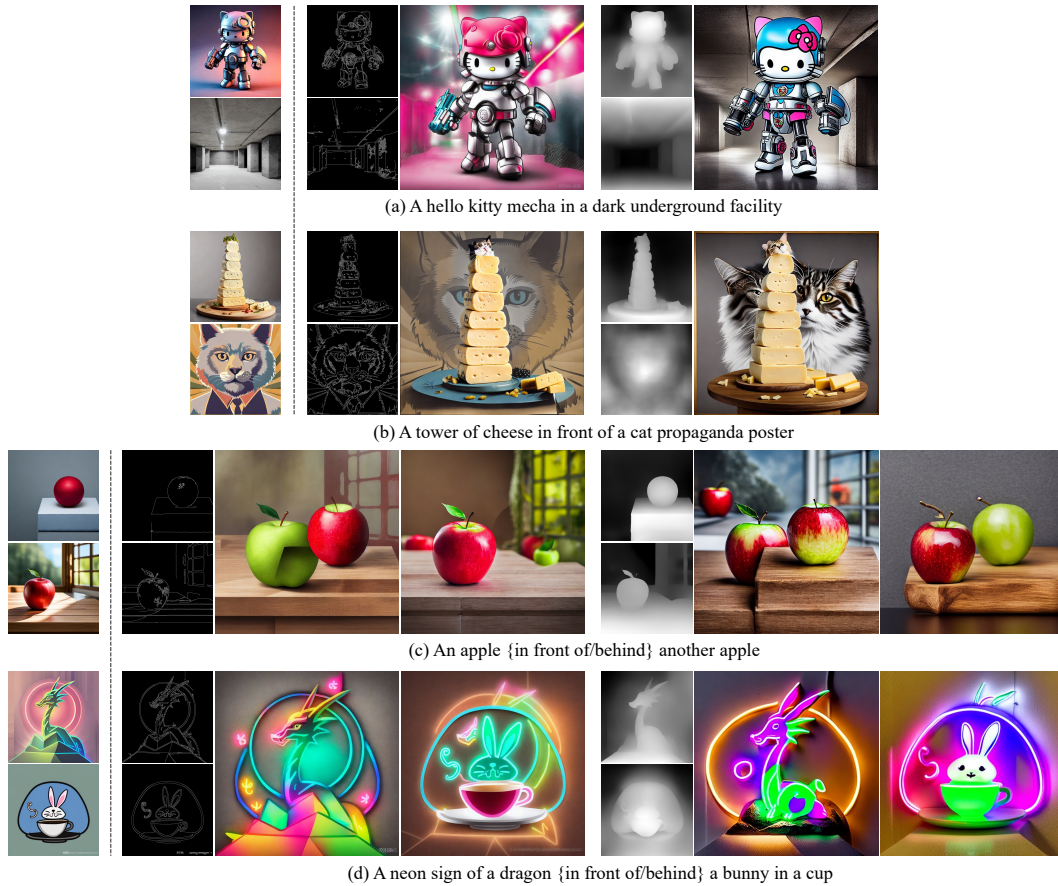 (a) A hello kitty mecha in a dark underground facility
(b) A tower of cheese in front of a cat propaganda poster
(c) An apple {in front of/behind} another apple
(d) A neon sign of a dragon {in front of/behind} a bunny in a cup